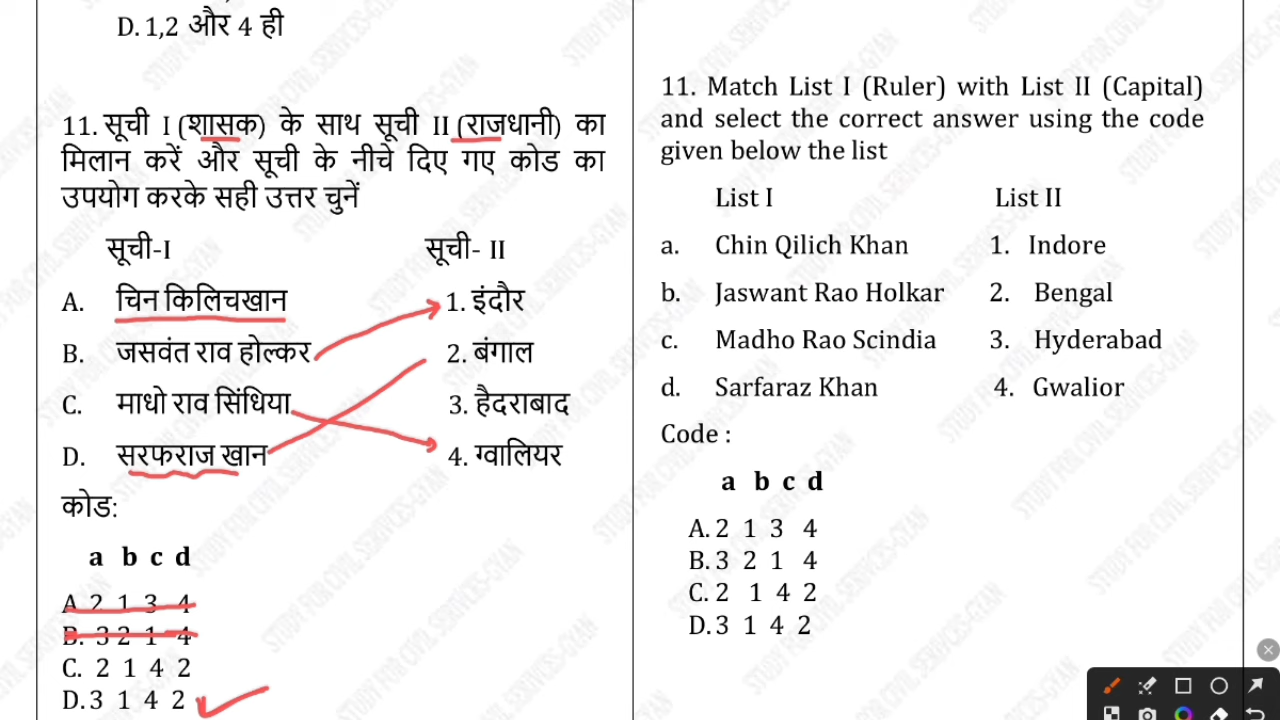 D. 1,2 और 4 ही
11. सूची I (शासक) के साथ सूची II (राजधानी) का
मिलान करें और सूची के नीचे दिए गए कोड का
उपयोग करके सही उत्तर चुनें
सूची-I सूची- II
A. चिन किलिचखान 1. इंदौर
B. जसवंत राव होल्कर 2. बंगाल
C. माधो राव सिंधिया 3. हैदराबाद
D. सरफराज खान 4. ग्वालियर
कोड:
a b c d
A. 2 1 3 4
B. 3 2 1 4
C. 2 1 4 2
D. 3 1 4 2
11. Match List I (Ruler) with List II (Capital)
and select the correct answer using the code
given below the list
List I List II
a. Chin Qilich Khan 1. Indore
b. Jaswant Rao Holkar 2. Bengal
c. Madho Rao Scindia 3. Hyderabad
d. Sarfaraz Khan 4. Gwalior
Code :
a b c d
A. 2 1 3 4
B. 3 2 1 4
C. 2 1 4 2
D. 3 1 4 2
STUDY FOR CIVIL SERVICES-GYAN